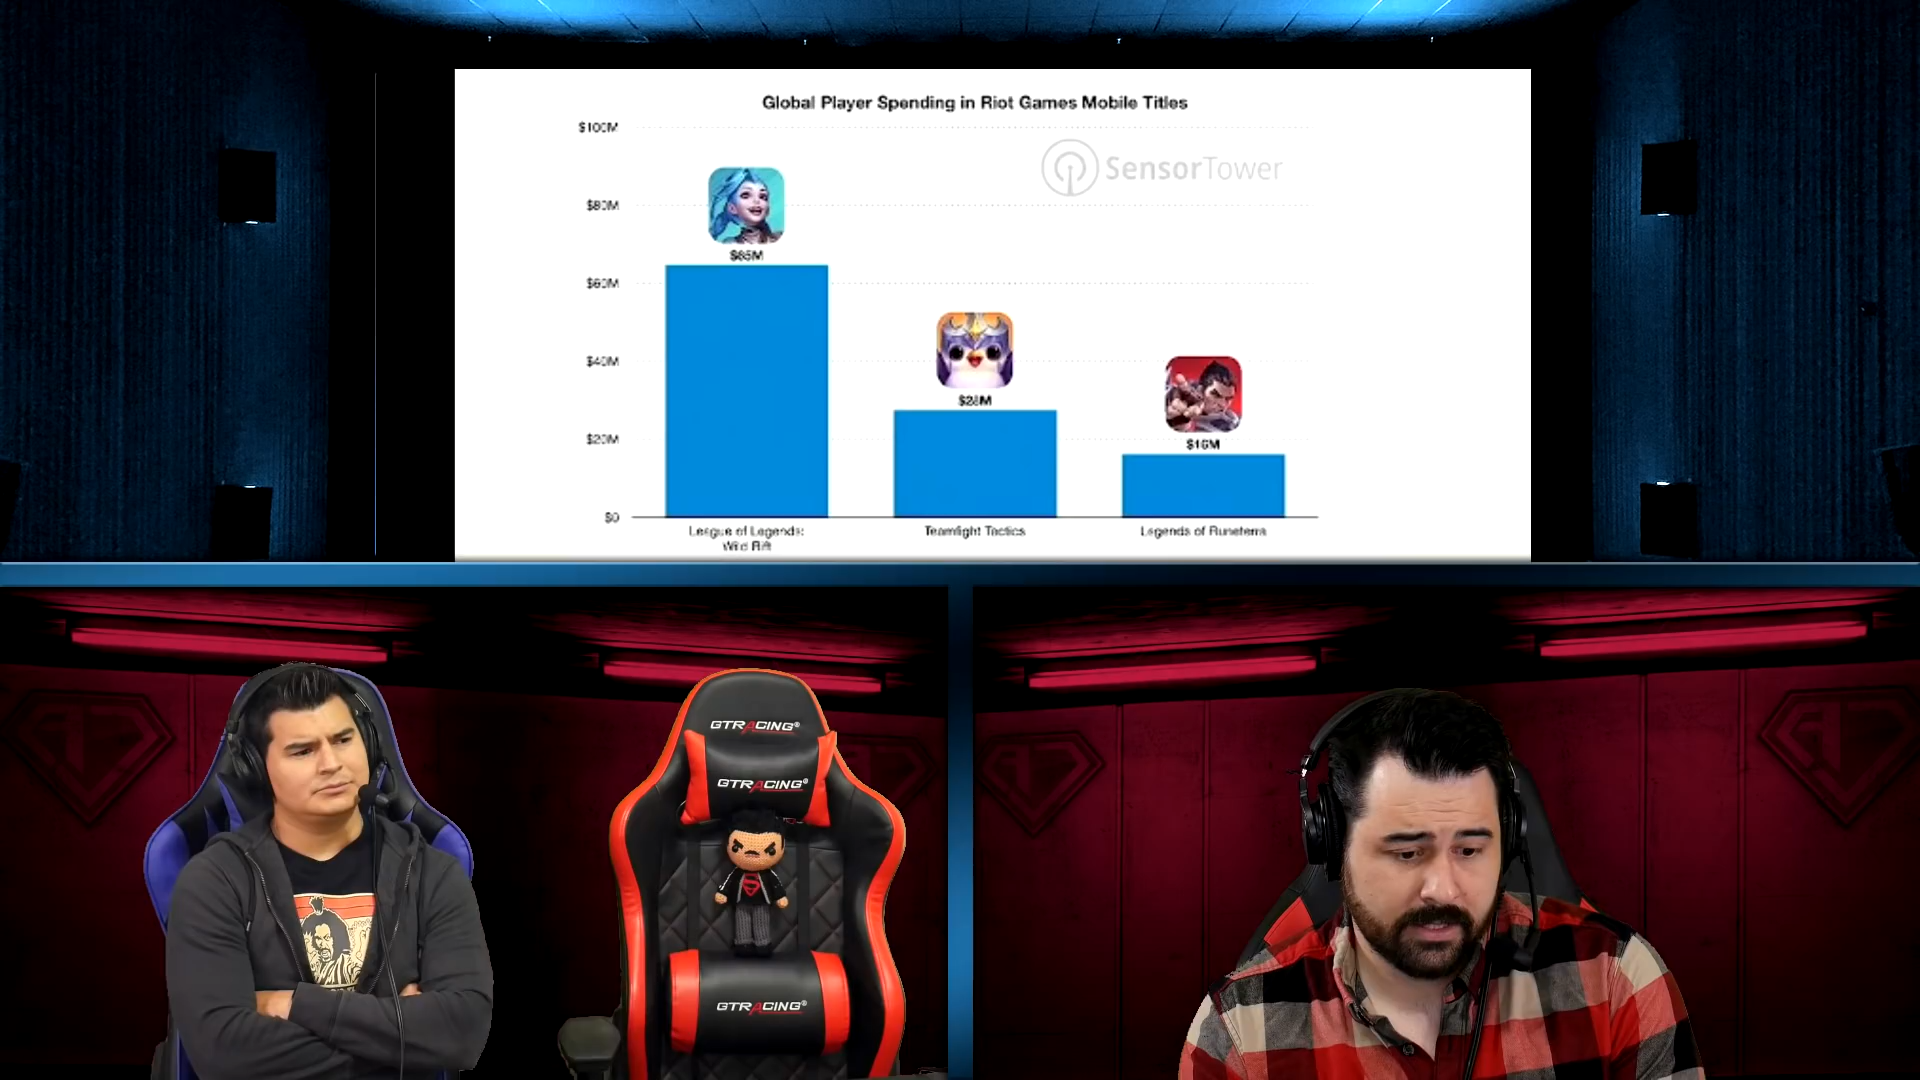 Global Player Spending in Riot Games Mobile Titles
$100M
SensorTower
$80M
$65M
$60M
$40M
$28M
$20M
$16M
$0
League of Legends:
Wild Rift
Teamfight Tactics
Legends of Runeterra
GTRACING®
GTRACING®
GTRACING®